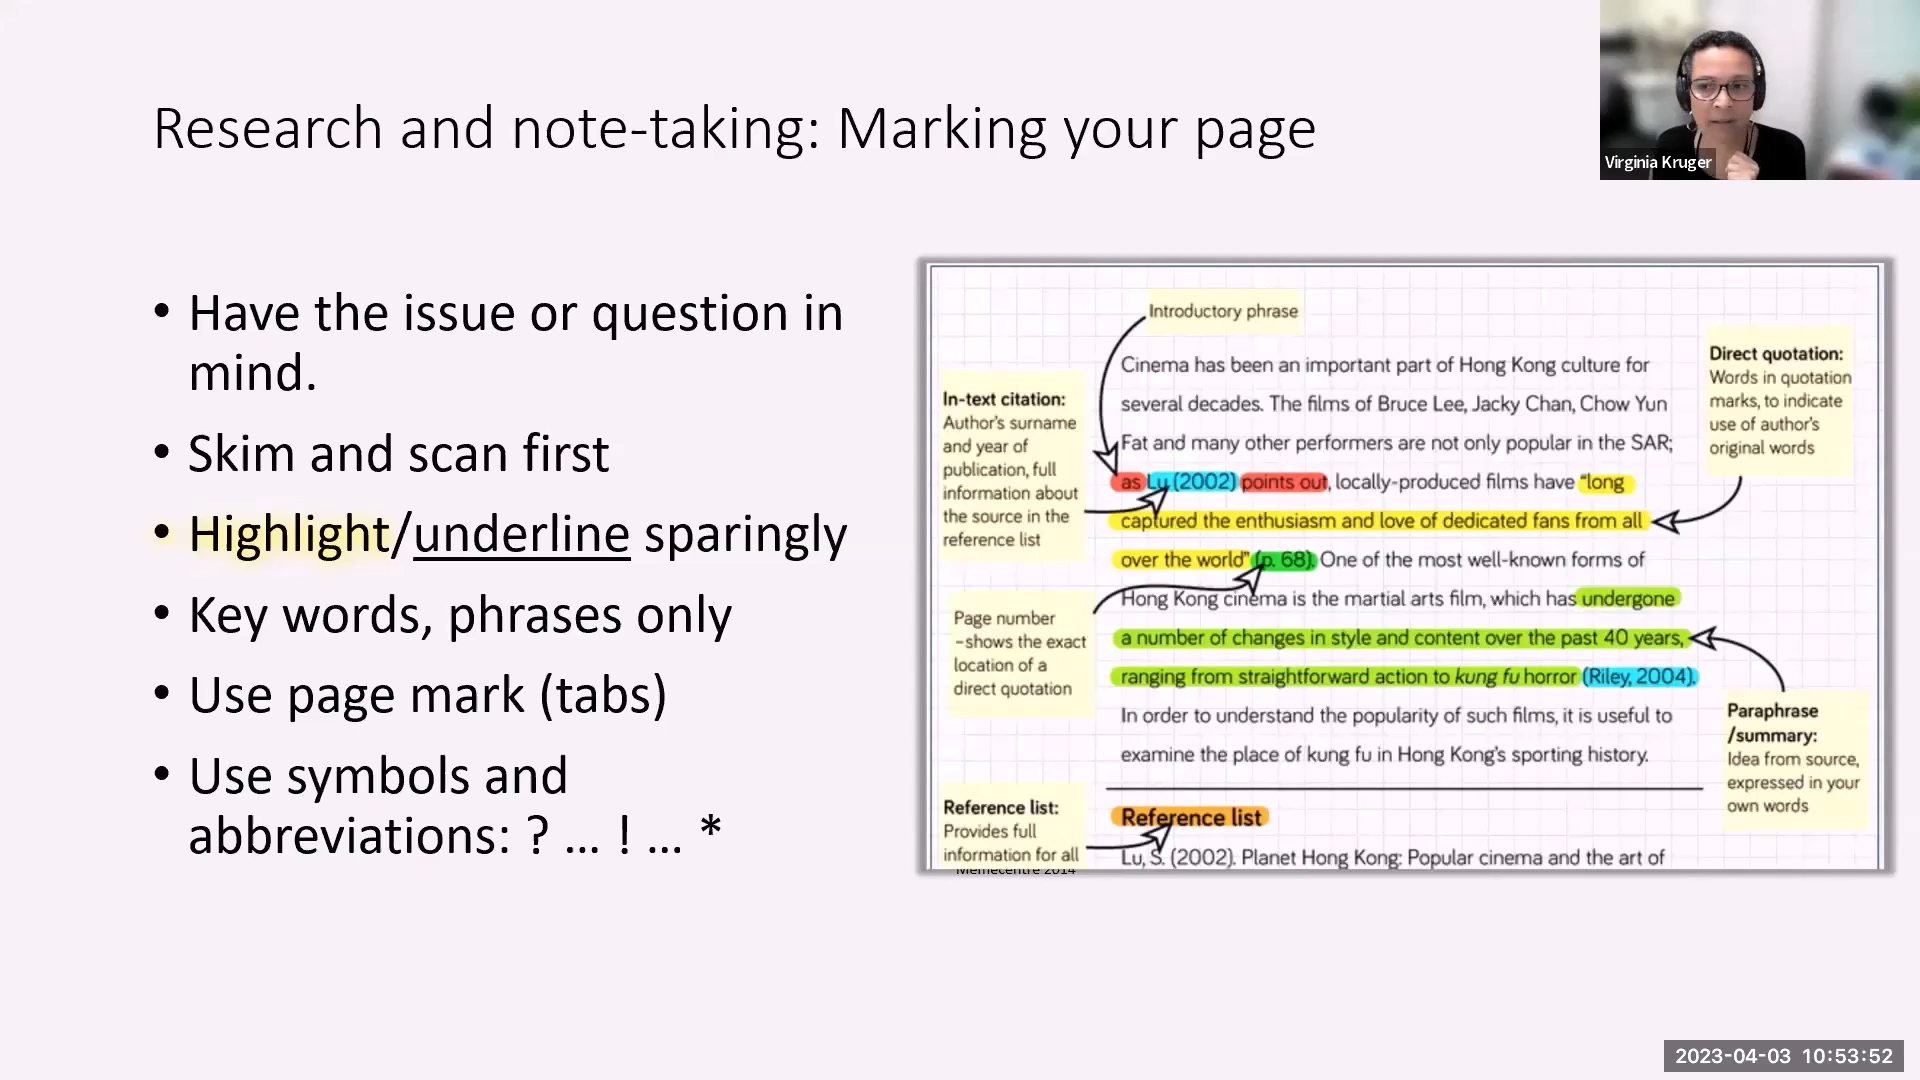 Research and note-taking: Marking your page
Virginia Kruger
• Have the issue or question in
mind.
• Skim and scan first
• Highlight/underline sparingly
• Key words, phrases only
• Use page mark (tabs)
• Use symbols and
abbreviations: ? ... ! ... *
Introductory phrase
In-text citation:
Author's surname
and year of
publication, full
information about
the source in the
reference list
Page number
–shows the exact
location of a
direct quotation
Reference list:
Provides full
information for all
Memecentre 2014
Cinema has been an important part of Hong Kong culture for
several decades. The films of Bruce Lee, Jacky Chan, Chow Yun
Fat and many other performers are not only popular in the SAR;
as Lu (2002) points out, locally-produced films have “long
captured the enthusiasm and love of dedicated fans from all
over the world” (p. 68). One of the most well-known forms of
Hong Kong cinema is the martial arts film, which has undergone
a number of changes in style and content over the past 40 years,
ranging from straightforward action to kung fu horror (Riley, 2004).
In order to understand the popularity of such films, it is useful to
examine the place of kung fu in Hong Kong's sporting history.
Reference list
Lu, S. (2002). Planet Hong Kong: Popular cinema and the art of
Direct quotation:
Words in quotation
marks, to indicate
use of author's
original words
Paraphrase
/summary:
Idea from source,
expressed in your
own words
2023-04-03 10:53:52